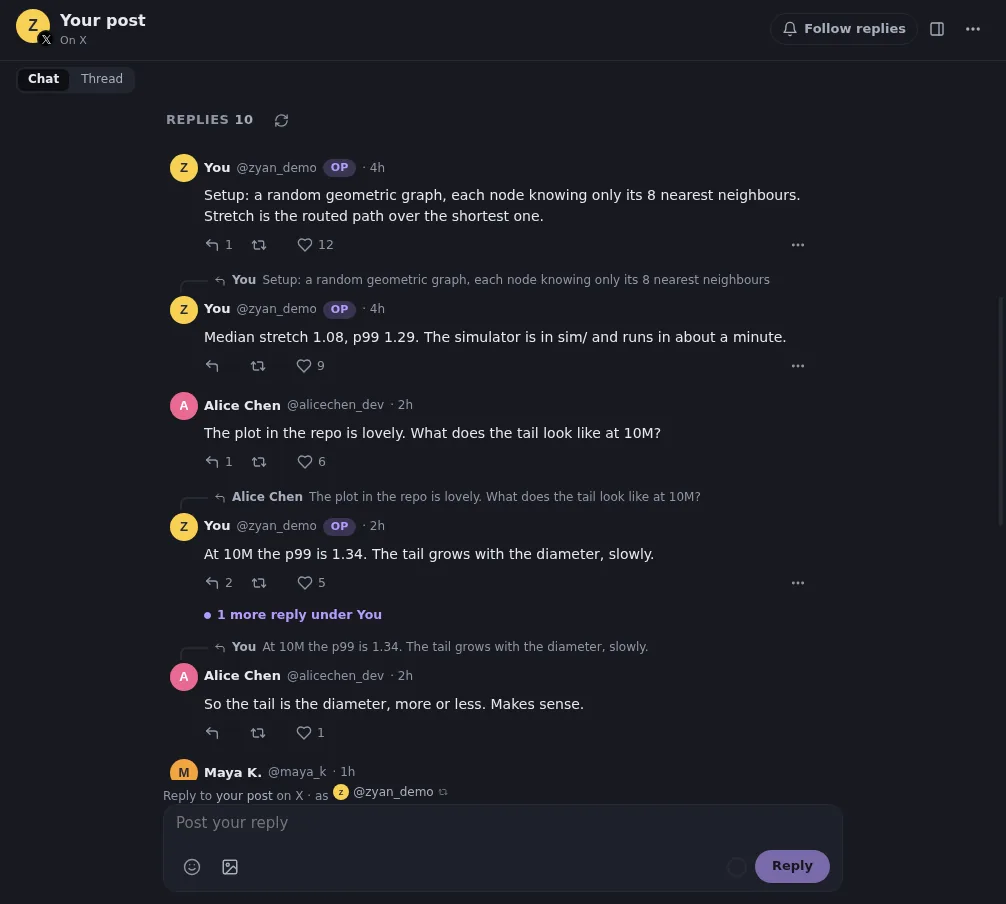 Z
Your post
On X
Follow replies
Chat
Thread
REPLIES 10
Z
You @zyan_demo OP · 4h
Setup: a random geometric graph, each node knowing only its 8 nearest neighbours.
Stretch is the routed path over the shortest one.
1
12
You Setup: a random geometric graph, each node knowing only its 8 nearest neighbours
Z
You @zyan_demo OP · 4h
Median stretch 1.08, p99 1.29. The simulator is in sim/ and runs in about a minute.
9
A
Alice Chen @alicechen_dev · 2h
The plot in the repo is lovely. What does the tail look like at 10M?
1
6
Alice Chen The plot in the repo is lovely. What does the tail look like at 10M?
Z
You @zyan_demo OP · 2h
At 10M the p99 is 1.34. The tail grows with the diameter, slowly.
2
5
1 more reply under You
You At 10M the p99 is 1.34. The tail grows with the diameter, slowly.
A
Alice Chen @alicechen_dev · 2h
So the tail is the diameter, more or less. Makes sense.
1
M
Maya K. @maya_k · 1h
Reply to your post on X · as Z @zyan_demo
Post your reply
Reply